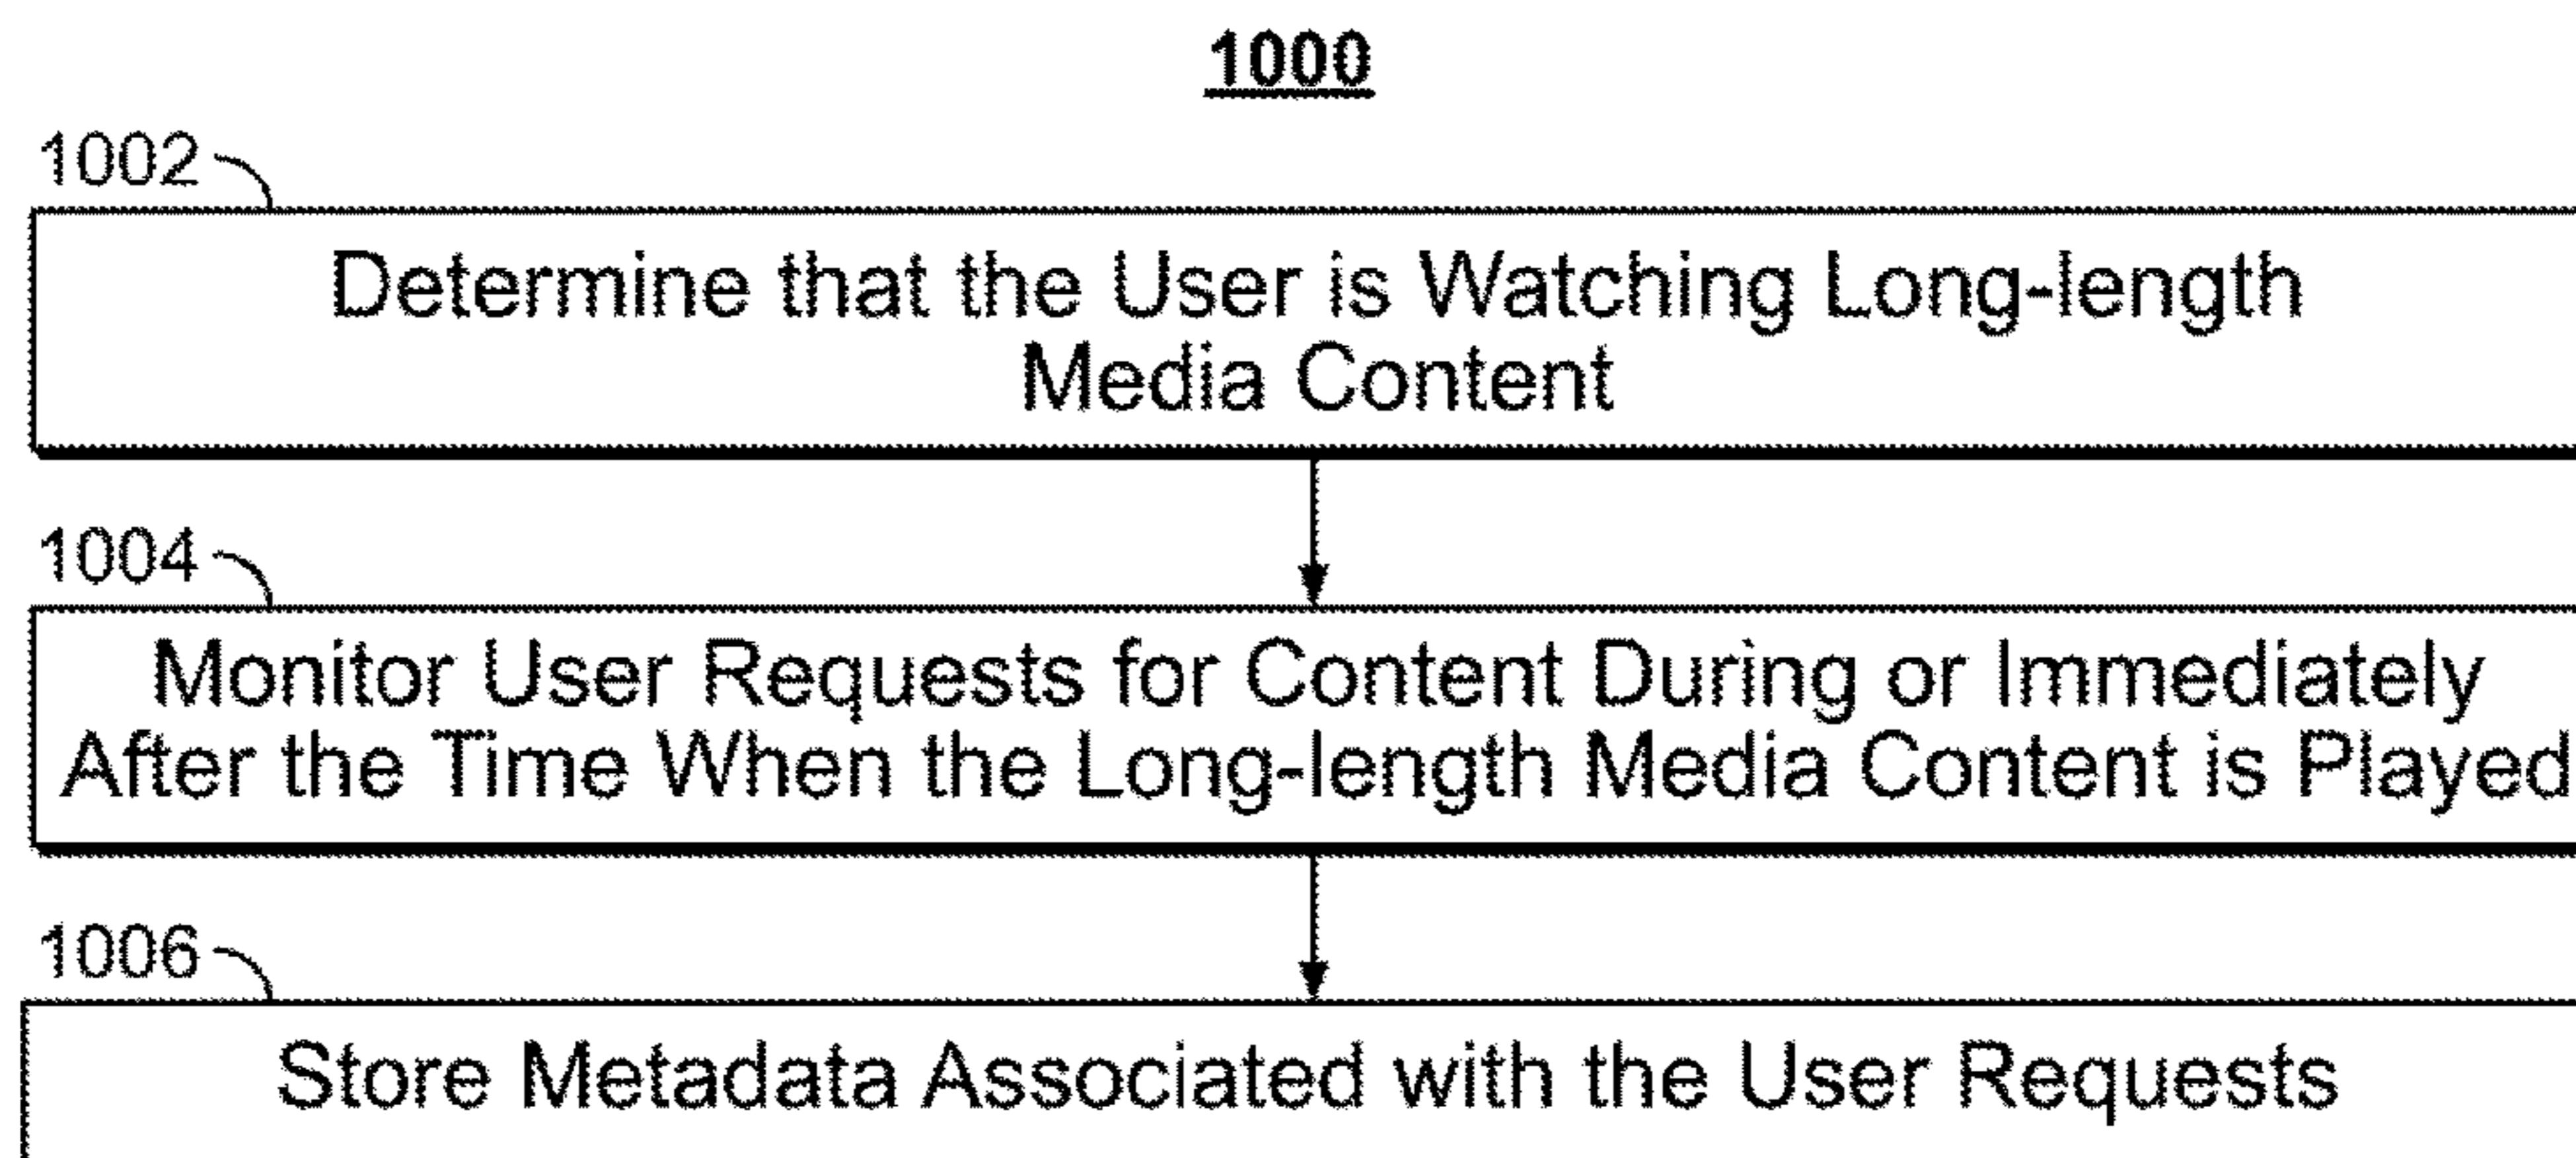 1000
1002
Determine that the User is Watching Long-length
Media Content
1004
Monitor User Requests for Content During or Immediately
After the Time When the Long-length Media Content is Played
1006
Store Metadata Associated with the User Requests